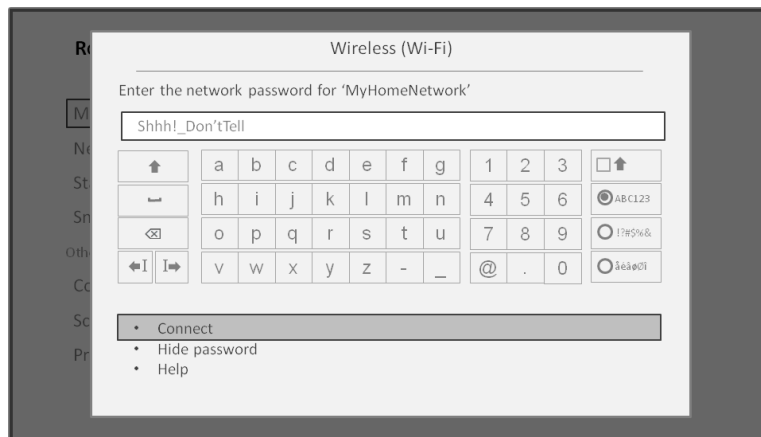 Wireless (Wi-Fi)
Enter the network password for ‘MyHomeNetwork’
Shhh!_Don’tTell
a b c d e f g 1 2 3
h i j k l m n 4 5 6 ABC123
o p q r s t u 7 8 9 !?#$%&
v w x y z - _ @ . 0 åéâøØî
• Connect
• Hide password
• Help